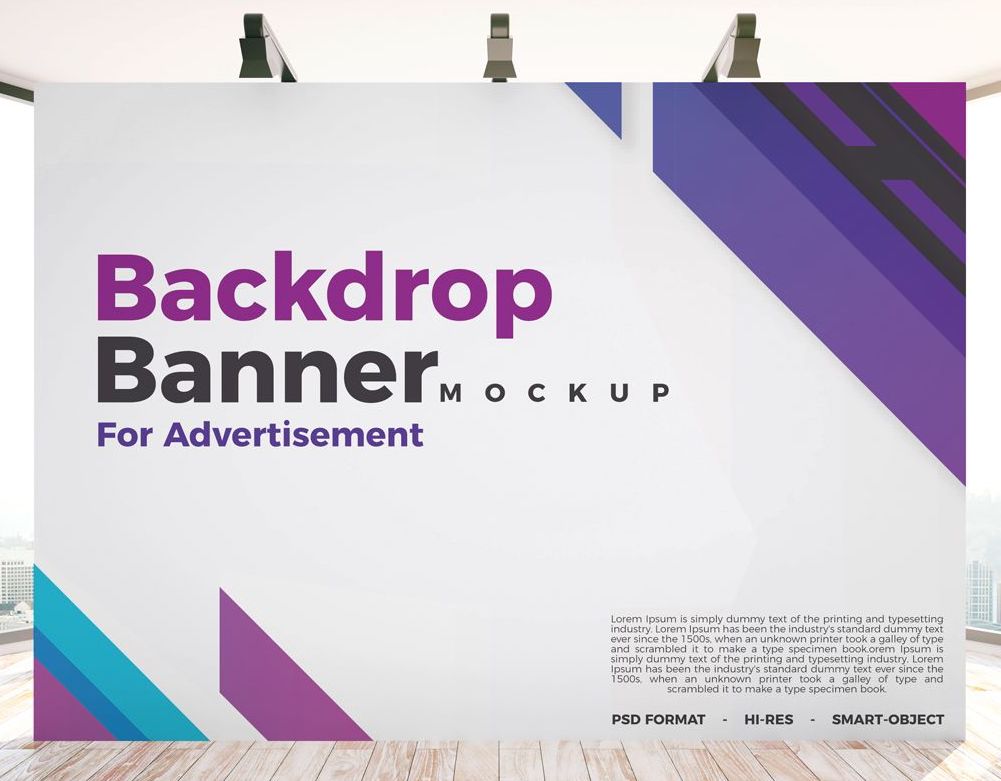 Backdrop
Banner MOCKUP
For Advertisement
Lorem Ipsum is simply dummy text of the printing and typesetting
industry. Lorem Ipsum has been the industry's standard dummy text
ever since the 1500s, when an unknown printer took a galley of type
and scrambled it to make a type specimen book.orem Ipsum is
simply dummy text of the printing and typesetting industry. Lorem
Ipsum has been the industry's standard dummy text ever since the
1500s, when an unknown printer took a galley of type and
scrambled it to make a type specimen book.
PSD FORMAT - HI-RES - SMART-OBJECT